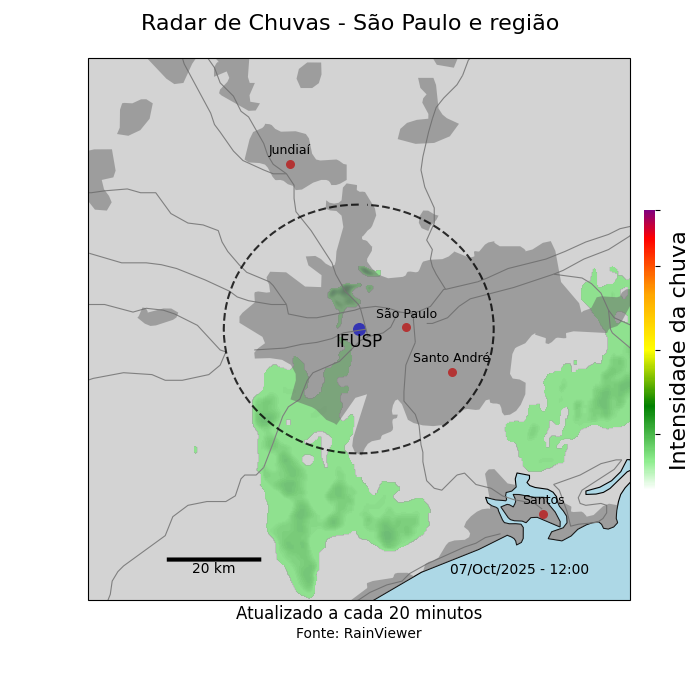 Radar de Chuvas - São Paulo e região
Jundiaí
São Paulo
IFUSP
Santo André
Santos
20 km
07/Oct/2025 - 12:00
Intensidade da chuva
Atualizado a cada 20 minutos
Fonte: RainViewer